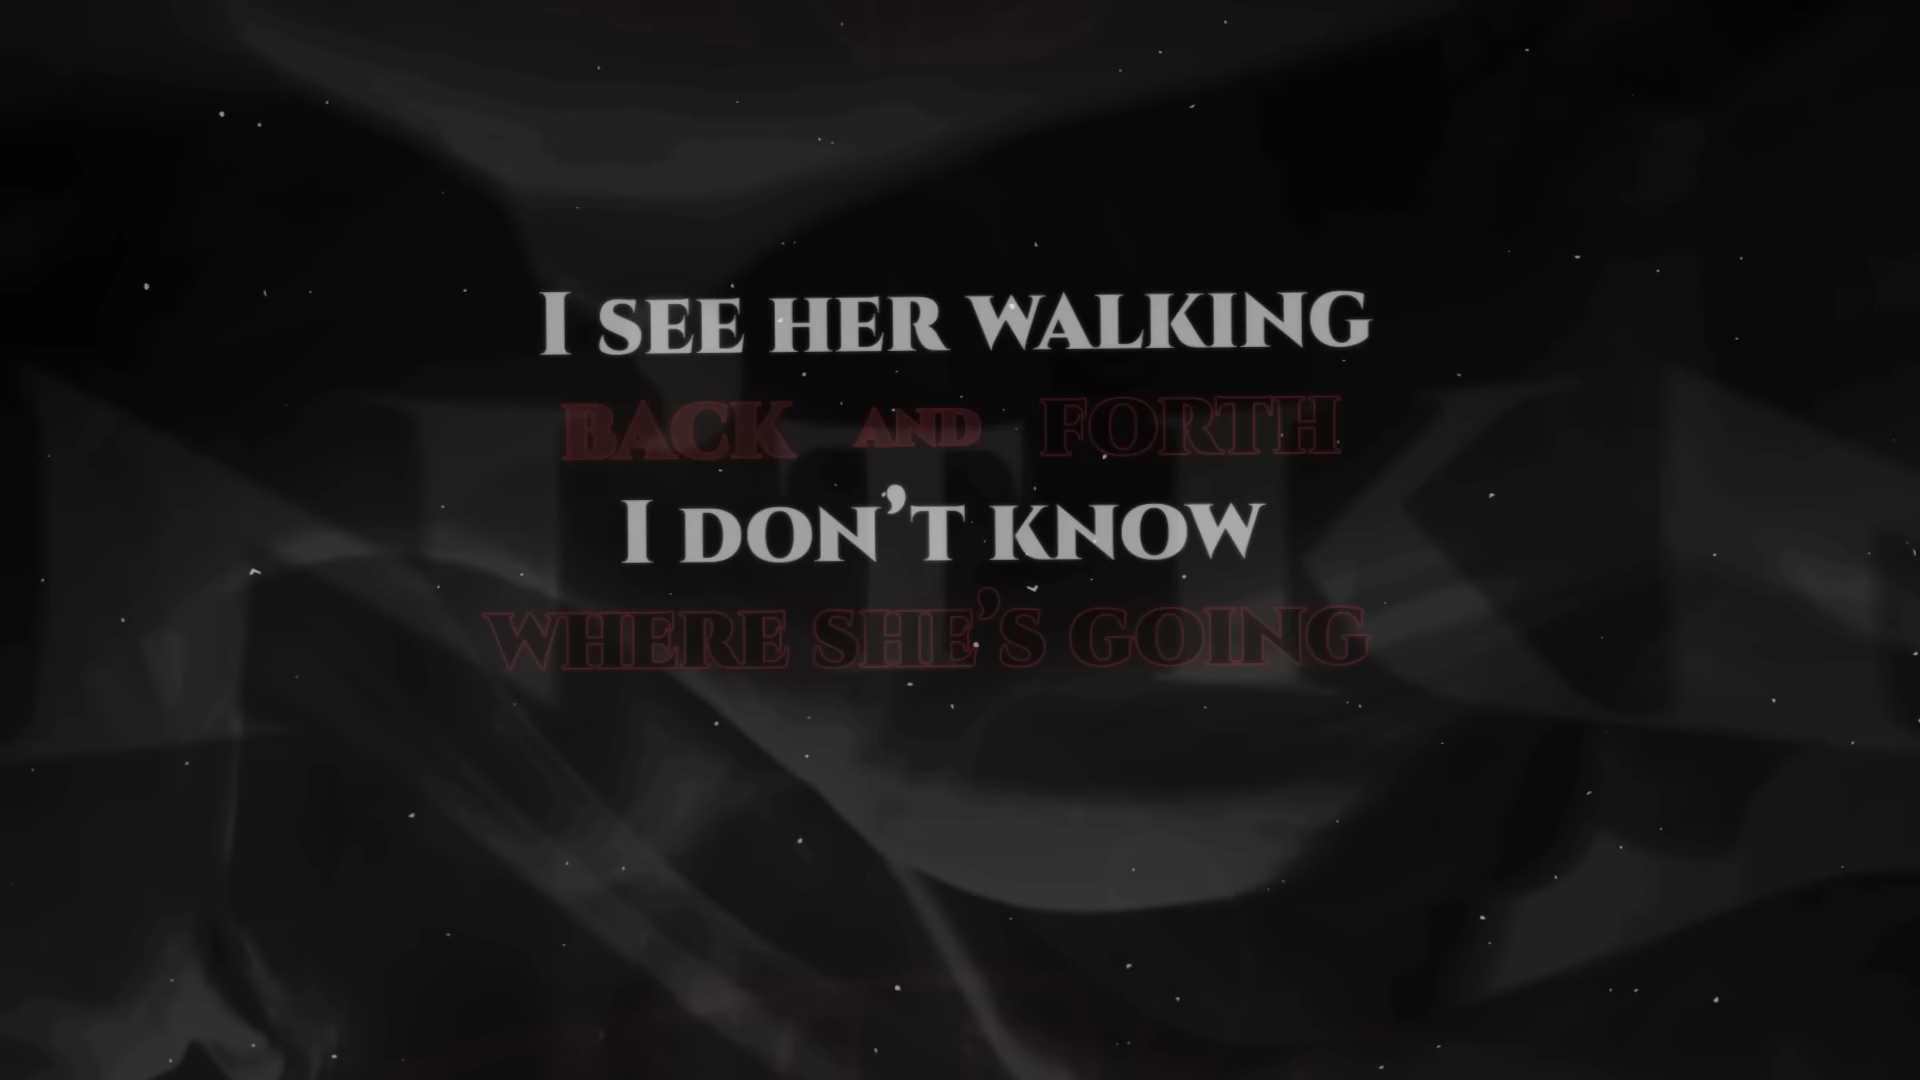 I SEE HER WALKING
BACK AND FORTH
I DON’T KNOW
WHERE SHE’S GOING